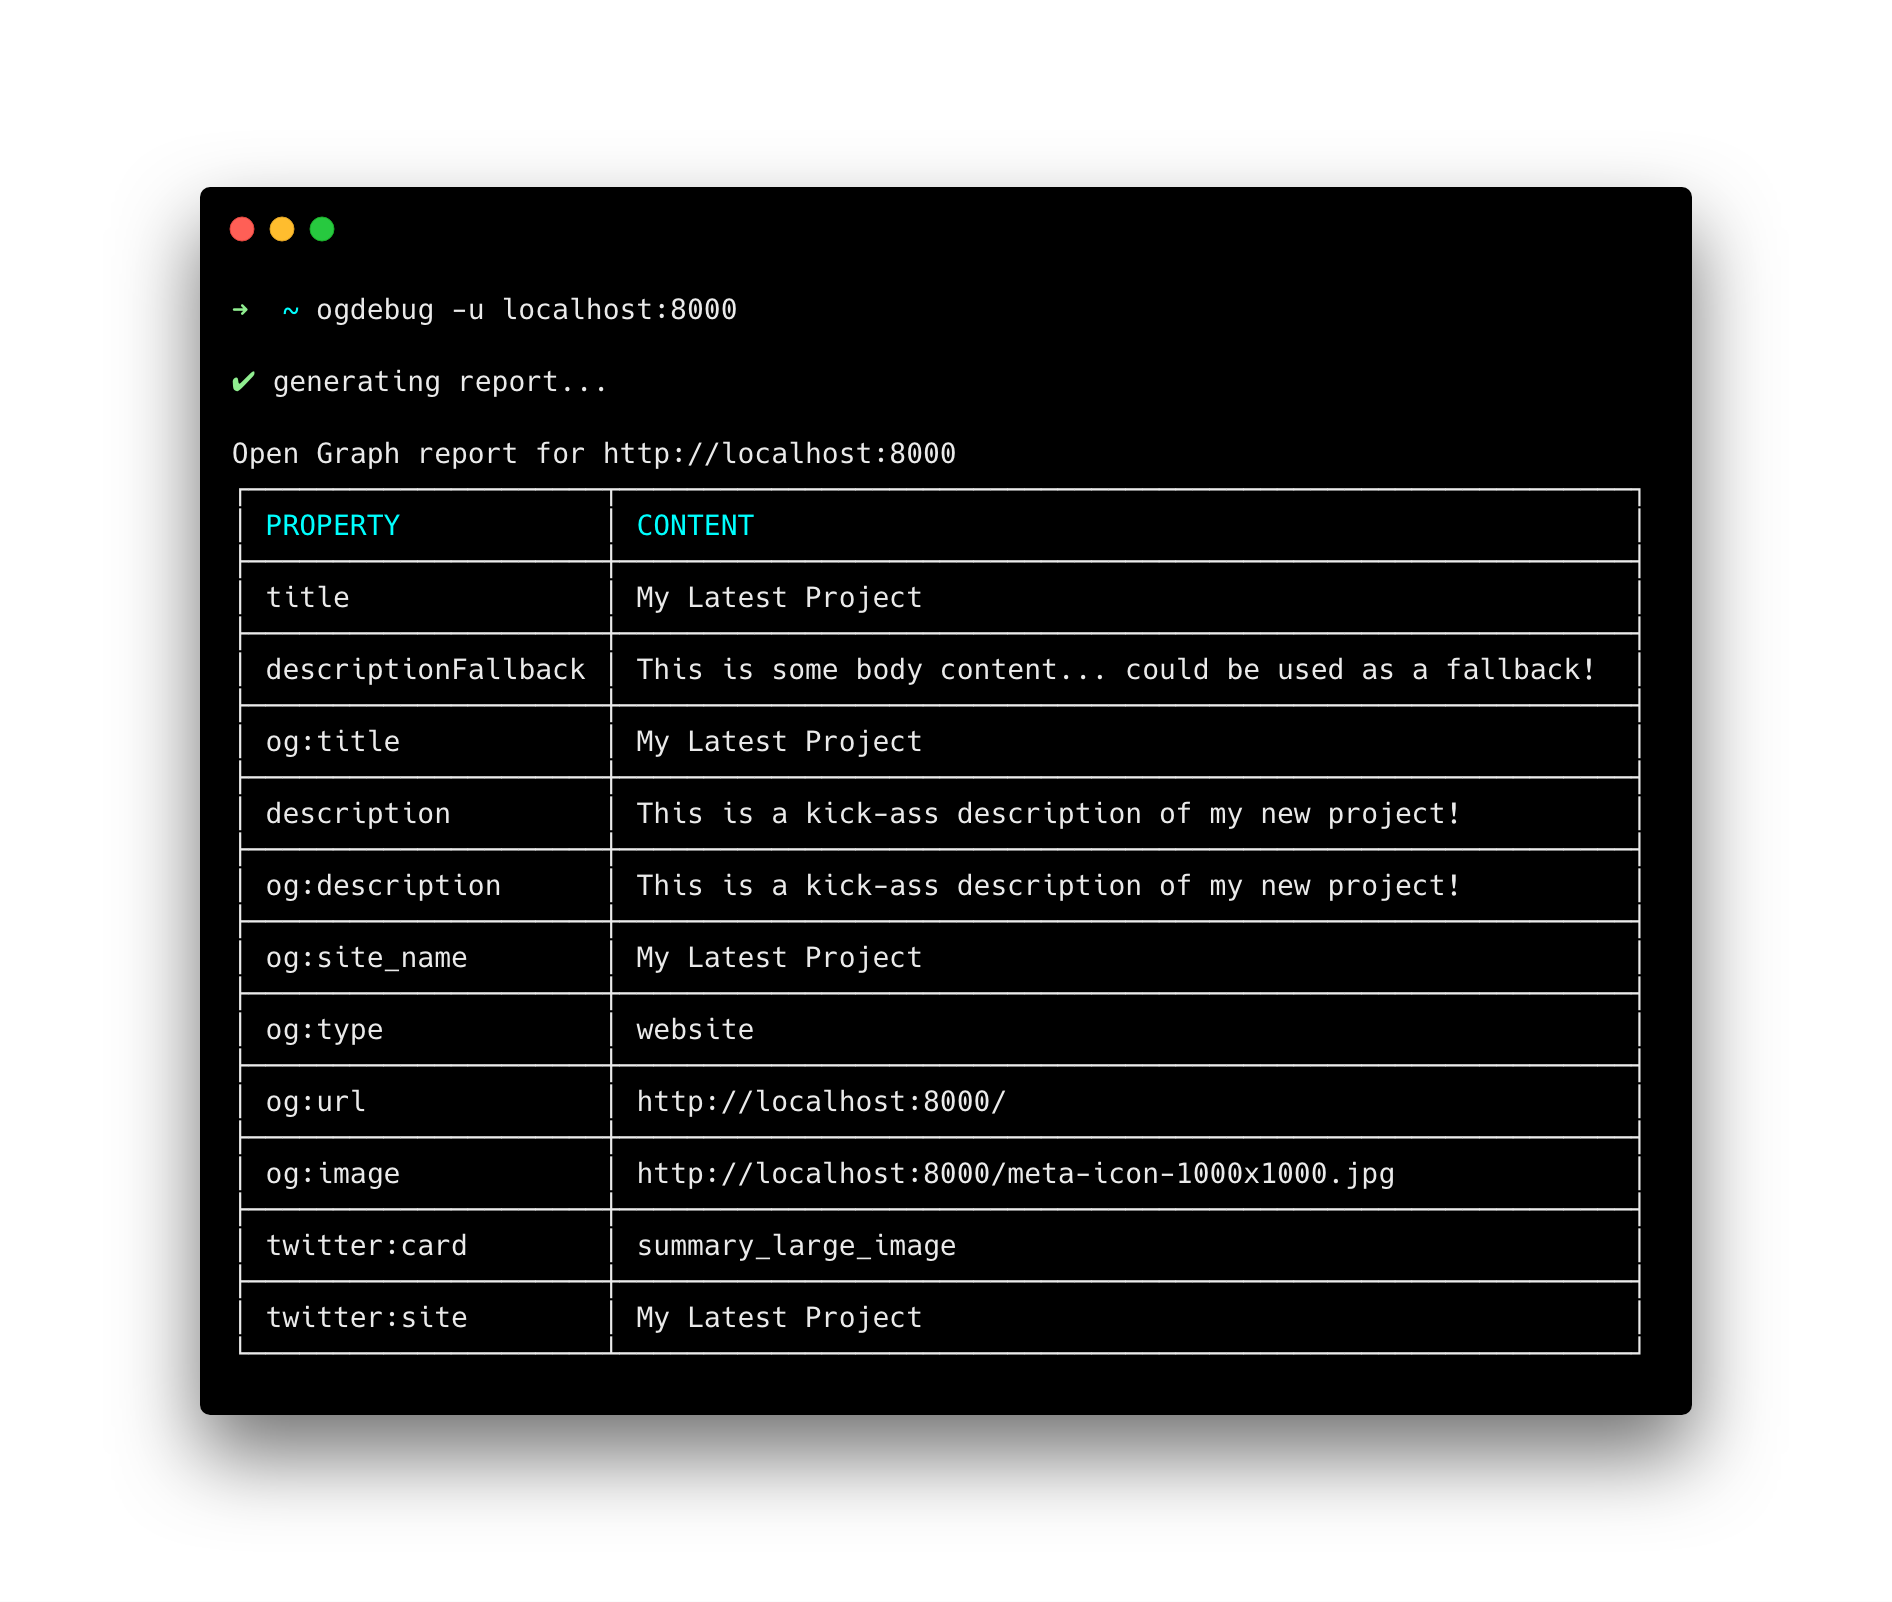 ➜ ~ ogdebug -u localhost:8000
✔ generating report...
Open Graph report for http://localhost:8000
PROPERTY CONTENT
title My Latest Project
descriptionFallback This is some body content... could be used as a fallback!
og:title My Latest Project
description This is a kick-ass description of my new project!
og:description This is a kick-ass description of my new project!
og:site_name My Latest Project
og:type website
og:url http://localhost:8000/
og:image http://localhost:8000/meta-icon-1000x1000.jpg
twitter:card summary_large_image
twitter:site My Latest Project